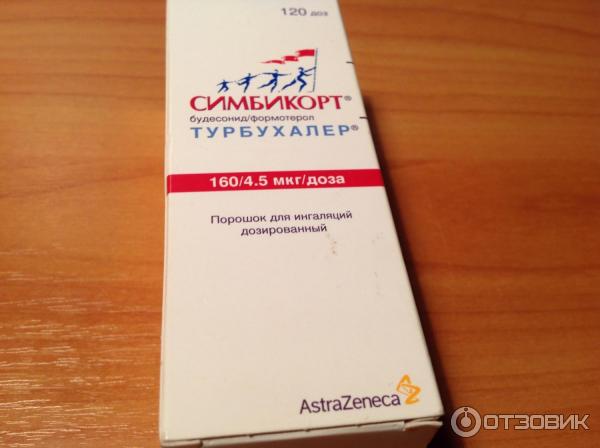 120 доз
СИМБИКОРТ®
будесонид/формотерол
ТУРБУХАЛЕР®
160/4.5 мкг/доза
Порошок для ингаляций
дозированный
AstraZeneca
ОТЗОВИК